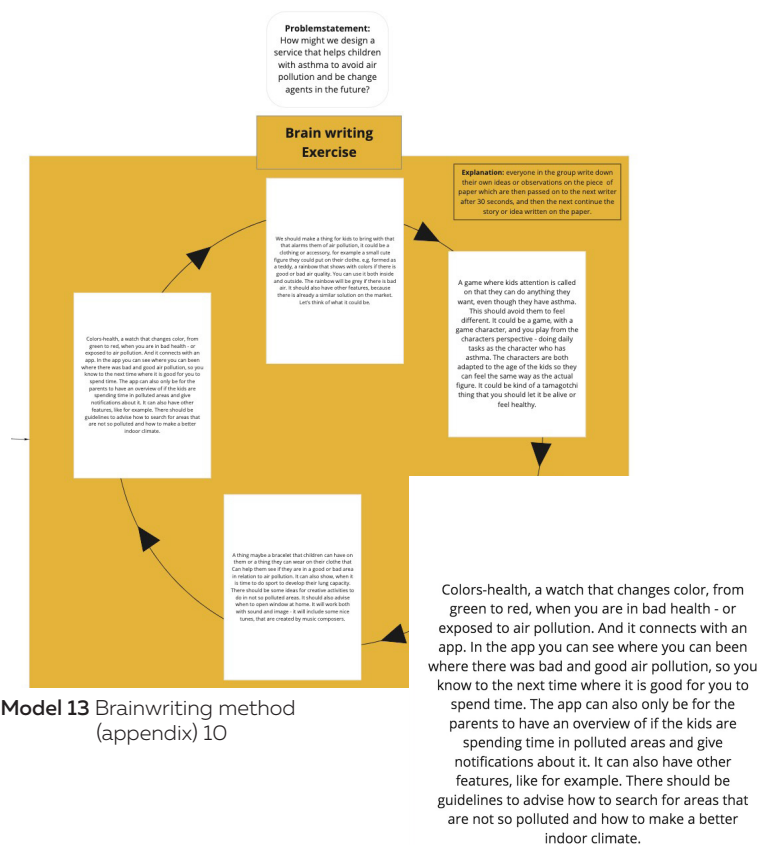 Problemstatement:
How might we design a
service that helps children
with asthma to avoid air
pollution and be change
agents in the future?
Brain writing
Exercise
Explanation: everyone in the group write down
their own ideas or observations on the piece of
paper which are then passed on to the next writer
after 30 seconds, and then the next continue the
story or idea written on the paper.
We should make a thing for kids to bring with that
that alarms them of air pollution, it could be a
clothing or accessory, for example a small cute
figure they could put on their clothe. e.g. formed as
a teddy, a rainbow that shows with colors if there is
good or bad air quality. You can use it both inside
and outside. The rainbow will be grey if there is bad
air. It should also have other features, because
there is already a similar solution on the market.
Let's think of what it could be.
A game where kids attention is called
on that they can do anything they
want, even though they have asthma.
This should avoid them to feel
different. It could be a game, with a
game character, and you play from the
characters perspective - doing daily
tasks as the character who has
asthma. The characters are both
adapted to the age of the kids so they
can feel the same way as the actual
figure. It could be kind of a tamagotchi
thing that you should let it be alive or
feel healthy.
Colors-health, a watch that changes color, from
green to red, when you are in bad health - or
exposed to air pollution. And it connects with an
app. In the app you can see where you can been
where there was bad and good air pollution, so you
know to the next time where it is good for you to
spend time. The app can also only be for the
parents to have an overview of if the kids are
spending time in polluted areas and give
notifications about it. It can also have other
features, like for example. There should be
guidelines to advise how to search for areas that
are not so polluted and how to make a better
indoor climate.
A thing maybe a bracelet that children can have on
them or a thing they can wear on their clothe that
Can help them see if they are in a good or bad area
in relation to air pollution. It can also show, when it
is time to do sport to develop their lung capacity.
There should be some ideas for creative activities to
do in not so polluted areas. It should also advise
when to open window at home. It will work both
with sound and image - it will include some nice
tunes, that are created by music composers.
Colors-health, a watch that changes color, from
green to red, when you are in bad health - or
exposed to air pollution. And it connects with an
app. In the app you can see where you can been
where there was bad and good air pollution, so you
know to the next time where it is good for you to
spend time. The app can also only be for the
parents to have an overview of if the kids are
spending time in polluted areas and give
notifications about it. It can also have other
features, like for example. There should be
guidelines to advise how to search for areas that
are not so polluted and how to make a better
indoor climate.
Model 13 Brainwriting method
(appendix) 10